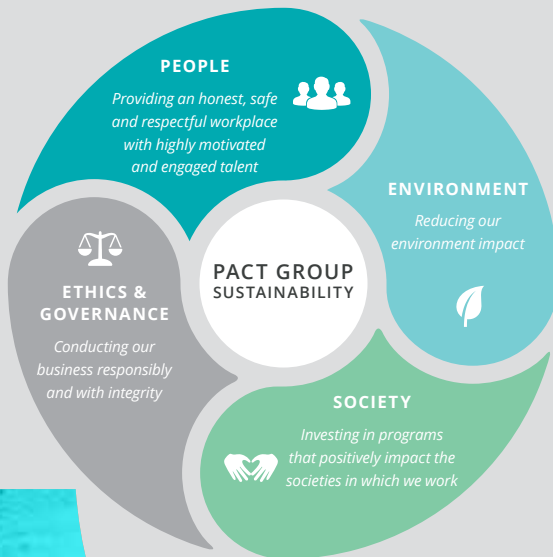 PEOPLE
Providing an honest, safe
and respectful workplace
with highly motivated
and engaged talent
ENVIRONMENT
Reducing our
environment impact
PACT GROUP
SUSTAINABILITY
ETHICS &
GOVERNANCE
Conducting our
business responsibly
and with integrity
SOCIETY
Investing in programs
that positively impact the
societies in which we work